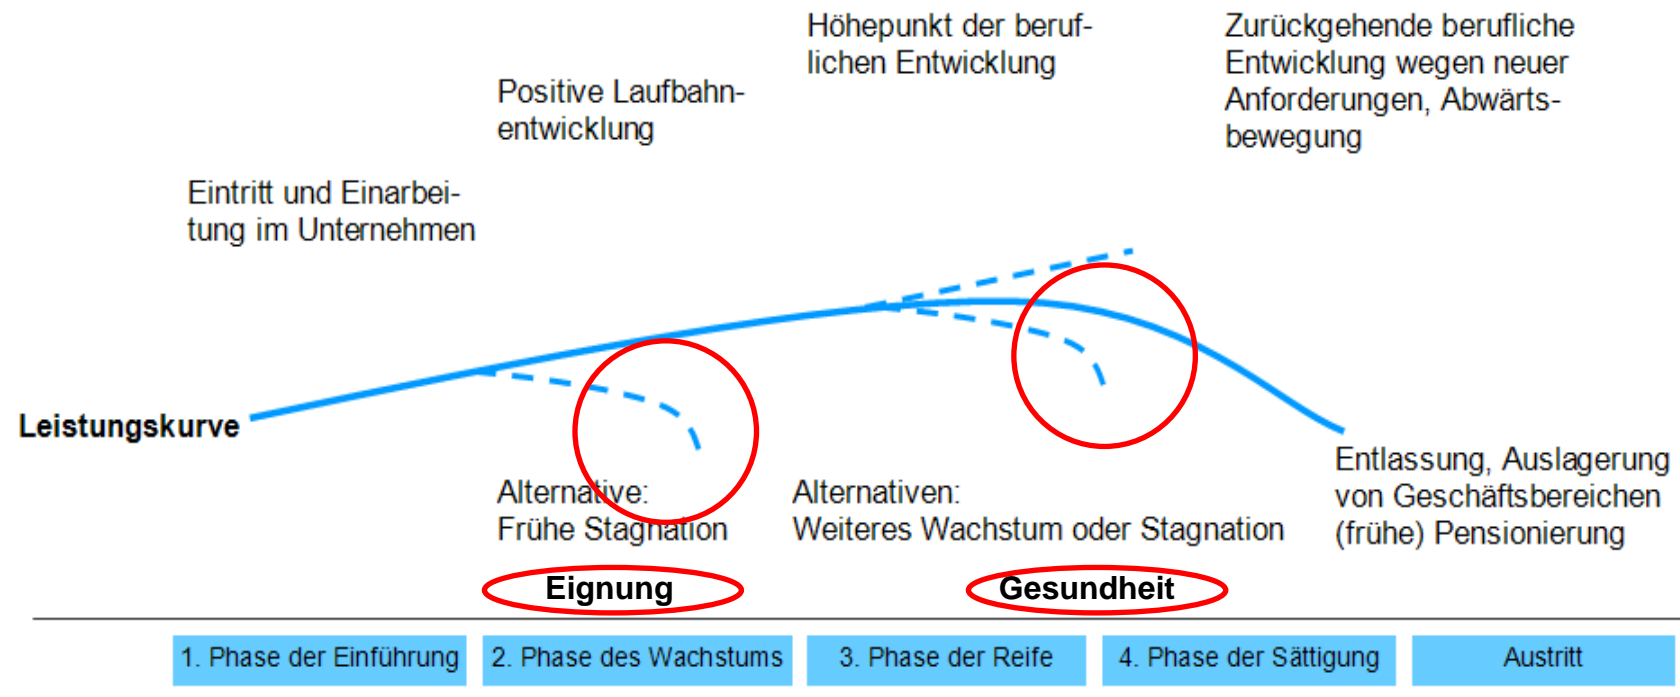 Höhepunkt der beruf-
lichen Entwicklung
Zurückgehende berufliche
Entwicklung wegen neuer
Anforderungen, Abwärts-
bewegung
Positive Laufbahn-
entwicklung
Eintritt und Einarbei-
tung im Unternehmen
Leistungskurve
Alternative:
Frühe Stagnation
Alternativen:
Weiteres Wachstum oder Stagnation
Entlassung, Auslagerung
von Geschäftsbereichen
(frühe) Pensionierung
Eignung
Gesundheit
1. Phase der Einführung
2. Phase des Wachstums
3. Phase der Reife
4. Phase der Sättigung
Austritt